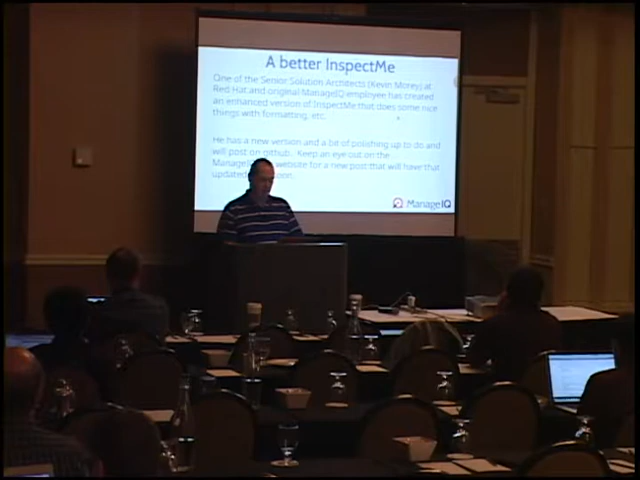 A better InspectMe
One of the Senior Solution Architects (Kevin Morey) at
Red Hat and original ManageIQ employee has created
an enhanced version of InspectMe that does some nice
things with formatting, etc.
He has a new version and a bit of polishing up to do and
will post on github. Keep an eye out on the
website for a new post that will have that
ManageIQ